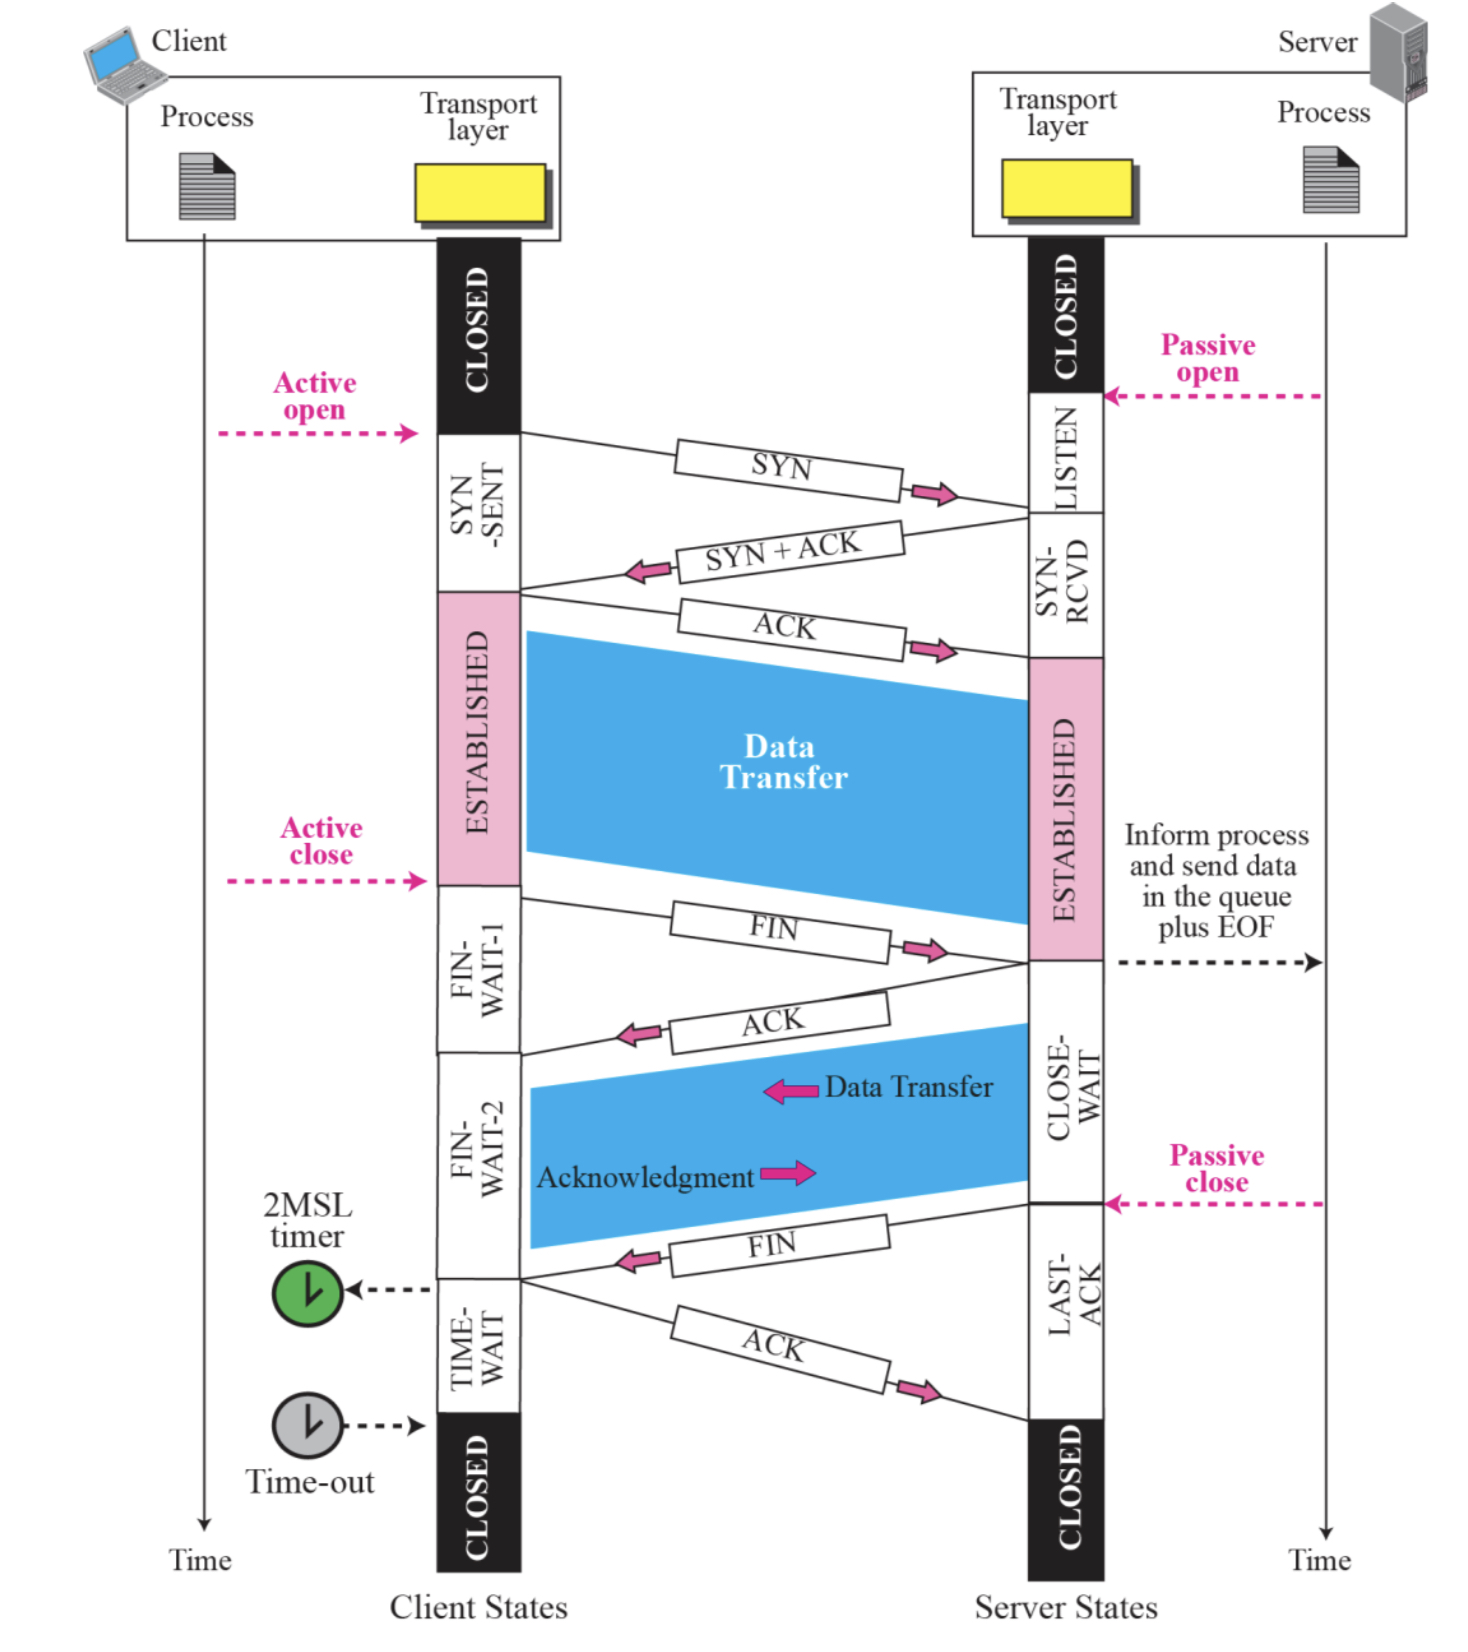 Client
Server
Process
Transport
layer
Transport
layer
Process
CLOSED
CLOSED
Passive
open
Active
open
LISTEN
SYN
SYN
-SENT
SYN + ACK
SYN-
RCVD
ACK
ESTABLISHED
Data
Transfer
ESTABLISHED
Active
close
Inform process
and send data
in the queue
plus EOF
FIN
FIN-
WAIT-1
ACK
CLOSE-
WAIT
Data Transfer
FIN-
WAIT-2
Acknowledgment
Passive
close
2MSL
timer
FIN
LAST-
ACK
TIME-
WAIT
ACK
Time-out
CLOSED
CLOSED
Time
Time
Client States
Server States